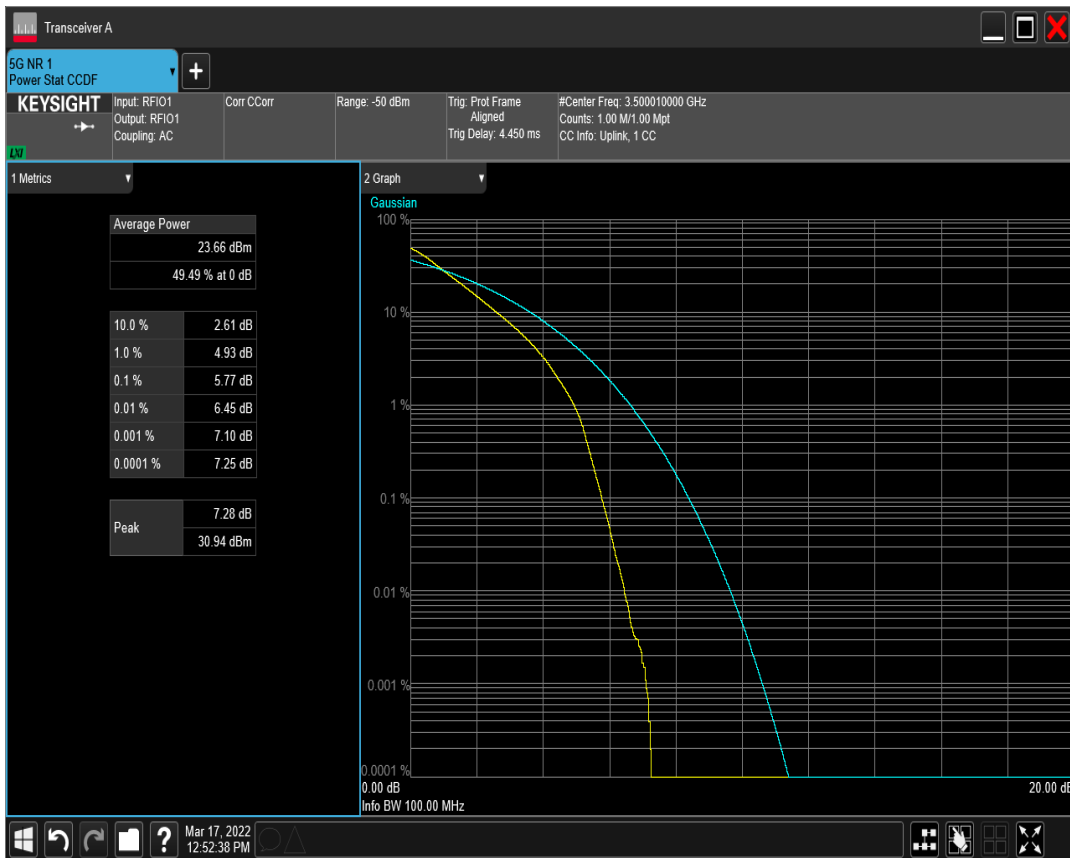 Transceiver A
5G NR 1
Power Stat CCDF
KEYSIGHT
LXI
Input: RFIO1
Output: RFIO1
Coupling: AC
Corr CCorr
Range: -50 dBm
Trig: Prot Frame
Aligned
Trig Delay: 4.450 ms
#Center Freq: 3.500010000 GHz
Counts: 1.00 M/1.00 Mpt
CC Info: Uplink, 1 CC
1 Metrics
Average Power
23.66 dBm
49.49 % at 0 dB
10.0 % 2.61 dB
1.0 % 4.93 dB
0.1 % 5.77 dB
0.01 % 6.45 dB
0.001 % 7.10 dB
0.0001 % 7.25 dB
Peak
7.28 dB
30.94 dBm
2 Graph
Gaussian
100 %
10 %
1 %
0.1 %
0.01 %
0.001 %
0.0001 %
0.00 dB
20.00 dB
Info BW 100.00 MHz
?
Mar 17, 2022
12:52:38 PM